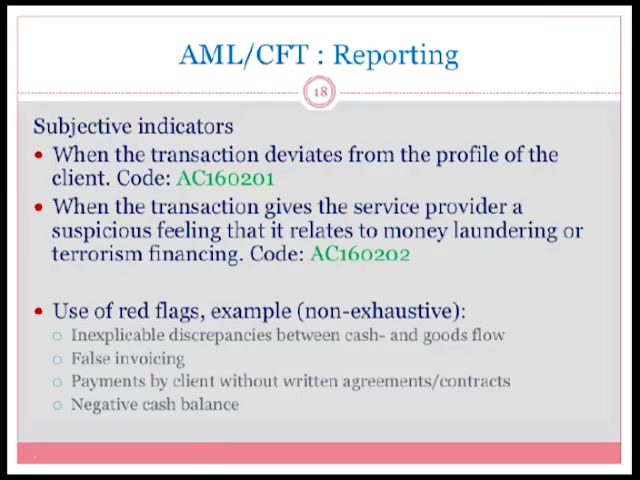 AML/CFT : Reporting
18
Subjective indicators
• When the transaction deviates from the profile of the
client. Code: AC160201
• When the transaction gives the service provider a
suspicious feeling that it relates to money laundering or
terrorism financing. Code: AC160202
• Use of red flags, example (non-exhaustive):
○ Inexplicable discrepancies between cash- and goods flow
○ False invoicing
○ Payments by client without written agreements/contracts
○ Negative cash balance